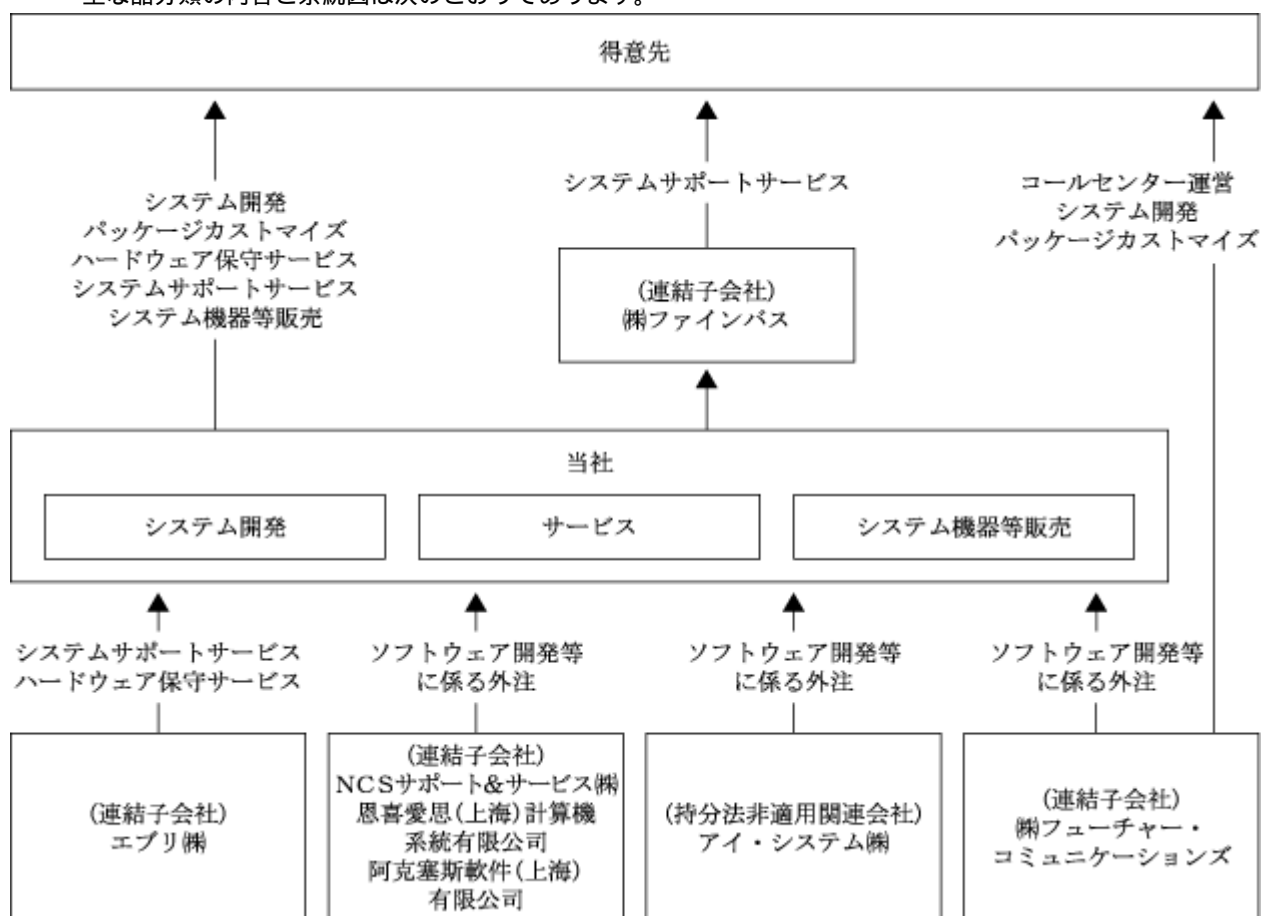 主な品分類の内容と系統図は次のとおりであります。
得意先
システム開発
パッケージカストマイズ
ハードウェア保守サービス
システムサポートサービス
システム機器等販売
システムサポートサービス
コールセンター運営
システム開発
パッケージカストマイズ
(連結子会社)
㈱ファインバス
当社
システム開発
サービス
システム機器等販売
システムサポートサービス
ハードウェア保守サービス
ソフトウェア開発等
に係る外注
ソフトウェア開発等
に係る外注
ソフトウェア開発等
に係る外注
(連結子会社)
エブリ㈱
(連結子会社)
NCSサポート&サービス㈱
恩喜愛思(上海)計算機
系統有限公司
阿克塞斯軟件(上海)
有限公司
(持分法非適用関連会社)
アイ・システム㈱
(連結子会社)
㈱フューチャー・
コミュニケーションズ